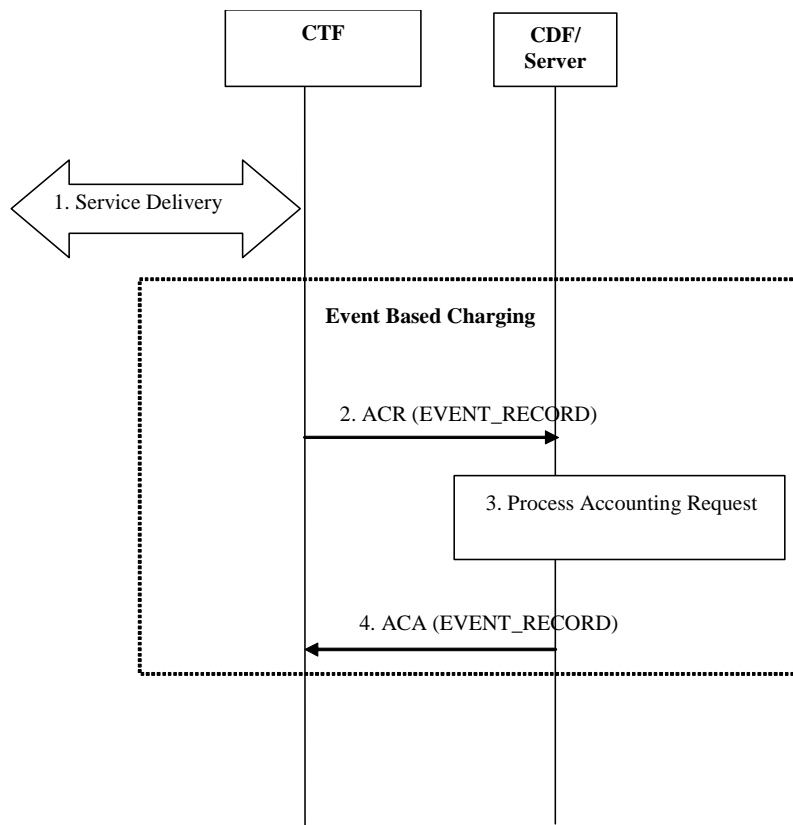 CTF
CDF/
Server
1. Service Delivery
Event Based Charging
2. ACR (EVENT_RECORD)
3. Process Accounting Request
4. ACA (EVENT_RECORD)